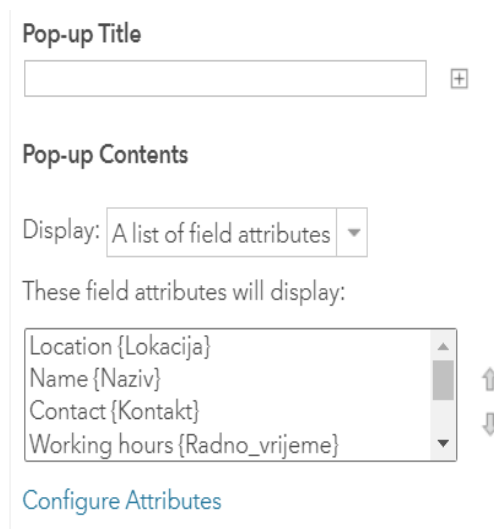 Pop-up Title
Pop-up Contents
Display: A list of field attributes
These field attributes will display:
Location {Lokacija}
Name {Naziv}
Contact {Kontakt}
Working hours {Radno_vrijeme}
Configure Attributes